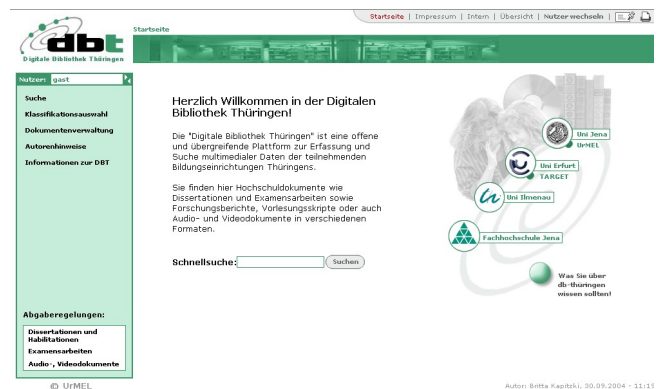 Startseite | Impressum | Intern | Übersicht | Nutzer wechseln |
dbt
Digitale Bibliothek Thüringen
Startseite
Nutzer: gast
Suche
Klassifikationsauswahl
Dokumentenverwaltung
Autorenhinweise
Informationen zur DBT
Herzlich Willkommen in der Digitalen
Bibliothek Thüringen!
Die "Digitale Bibliothek Thüringen" ist eine offene
und übergreifende Plattform zur Erfassung und
Suche multimedialer Daten der teilnehmenden
Bildungseinrichtungen Thüringens.
Sie finden hier Hochschuldokumente wie
Dissertationen und Examensarbeiten sowie
Forschungsberichte, Vorlesungsskripte oder auch
Audio- und Videodokumente in verschiedenen
Formaten.
Schnellsuche: Suchen
Uni Jena
UrMEL
Uni Erfurt
TARGET
Uni Ilmenau
Fachhochschule Jena
Was Sie über
db-thüringen
wissen sollten!
Abgaberegelungen:
Dissertationen und
Habilitationen
Examensarbeiten
Audio-, Videodokumente
© UrMEL
Autor: Britta Kapitzki, 30.09.2004 - 11:19